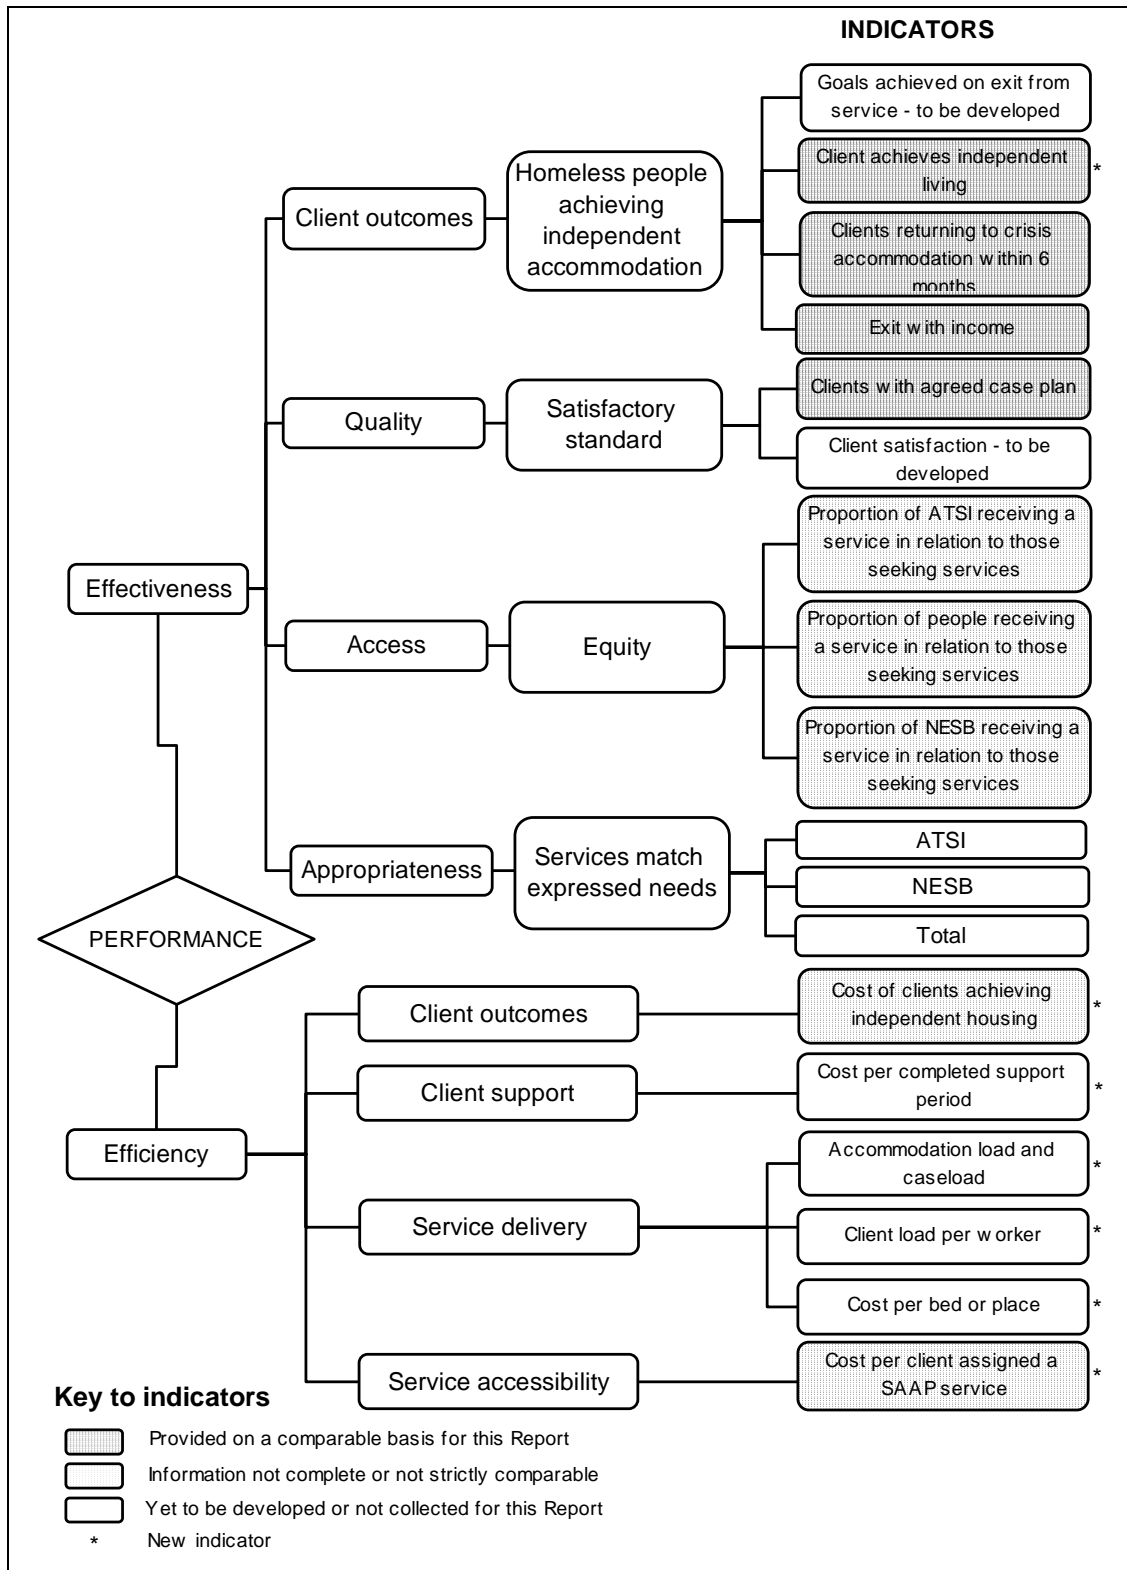 INDICATORS
Goals achieved on exit from
service - to be developed
Client achieves independent
living
*
Homeless people
achieving
independent
accommodation
Client outcomes
Clients returning to crisis
accommodation within 6
months
Exit with income
Clients with agreed case plan
Quality
Satisfactory
standard
Client satisfaction - to be
developed
Proportion of ATSI receiving a
service in relation to those
seeking services
Effectiveness
Access
Equity
Proportion of people receiving
a service in relation to those
seeking services
Proportion of NESB receiving a
service in relation to those
seeking services
Appropriateness
Services match
expressed needs
ATSI
NESB
Total
PERFORMANCE
Client outcomes
Cost of clients achieving
independent housing
*
Client support
Cost per completed support
period
*
Efficiency
Accommodation load and
caseload
*
Service delivery
Client load per worker
*
Cost per bed or place
*
Service accessibility
Cost per client assigned a
SAAP service
*
Key to indicators
Provided on a comparable basis for this Report
Information not complete or not strictly comparable
Yet to be developed or not collected for this Report
* New indicator